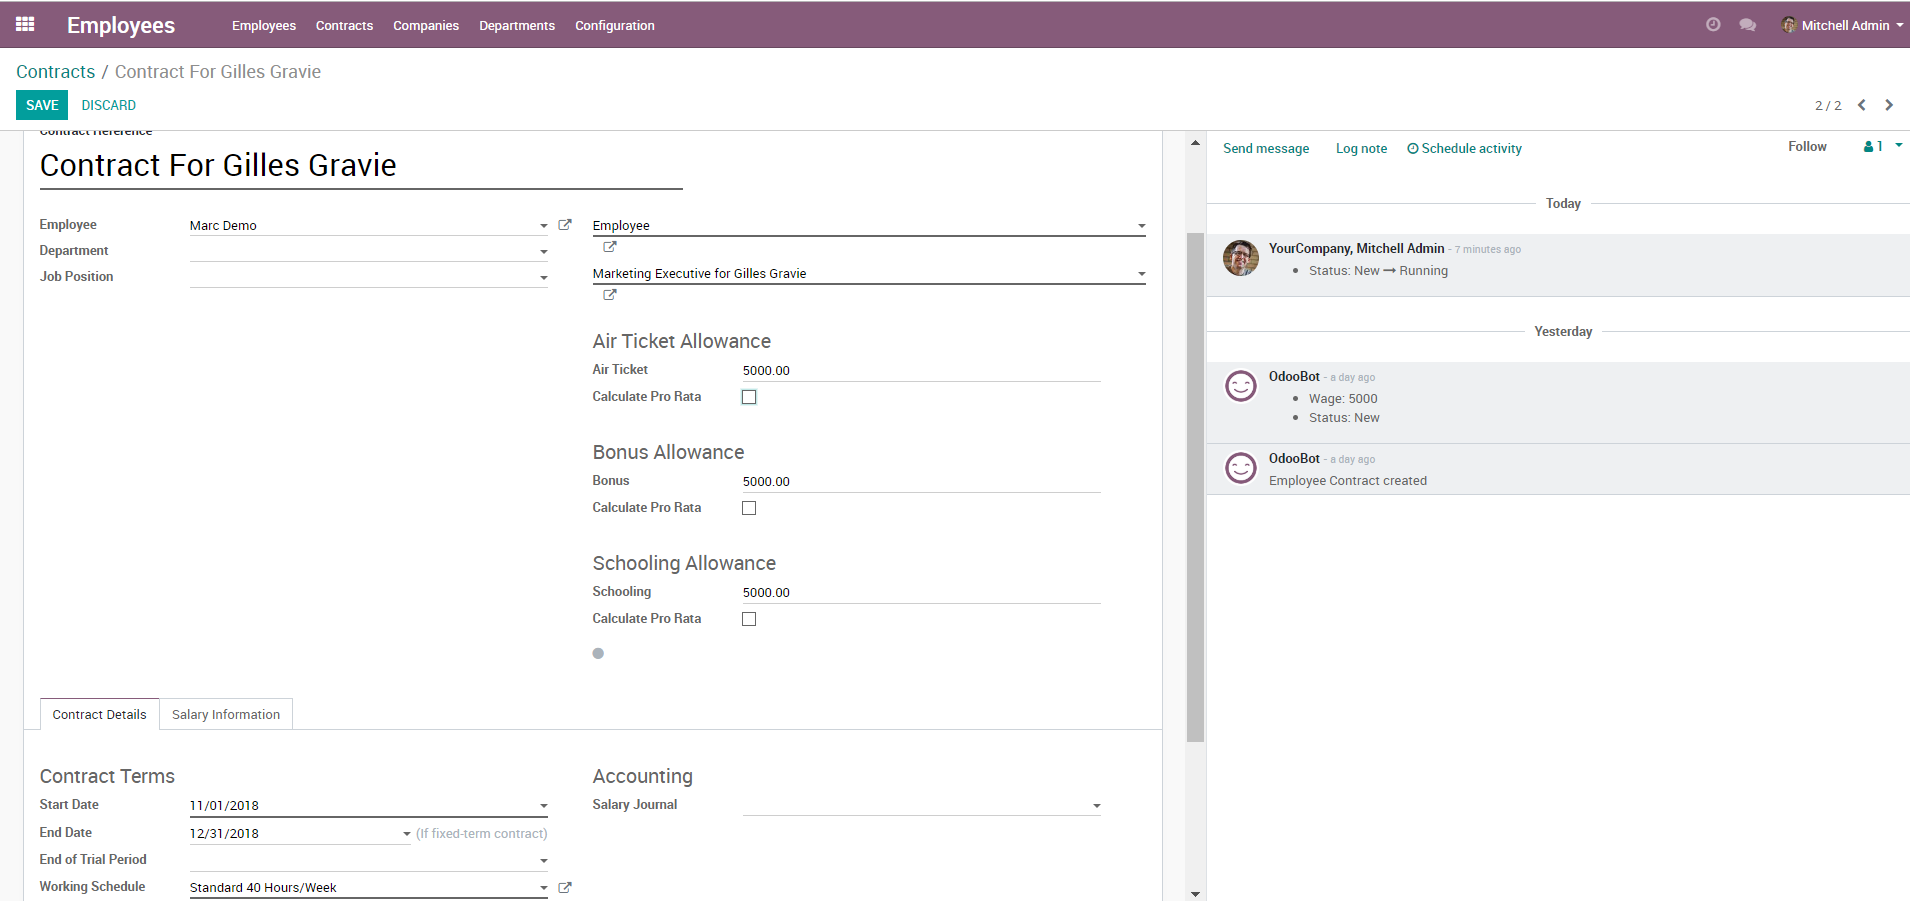 Employees Employees Contracts Companies Departments Configuration Mitchell Admin
Contracts / Contract For Gilles Gravie
SAVE DISCARD 2 / 2
Contract Reference
Contract For Gilles Gravie
Employee Marc Demo
Department
Job Position
Employee
Marketing Executive for Gilles Gravie
Air Ticket Allowance
Air Ticket 5000.00
Calculate Pro Rata
Bonus Allowance
Bonus 5000.00
Calculate Pro Rata
Schooling Allowance
Schooling 5000.00
Calculate Pro Rata
Contract Details Salary Information
Contract Terms
Start Date 11/01/2018
End Date 12/31/2018 (If fixed-term contract)
End of Trial Period
Working Schedule Standard 40 Hours/Week
Accounting
Salary Journal
Send message Log note Schedule activity Follow 1
Today
YourCompany, Mitchell Admin - 7 minutes ago
Status: New Running
Yesterday
OdooBot - a day ago
Wage: 5000
Status: New
OdooBot - a day ago
Employee Contract created